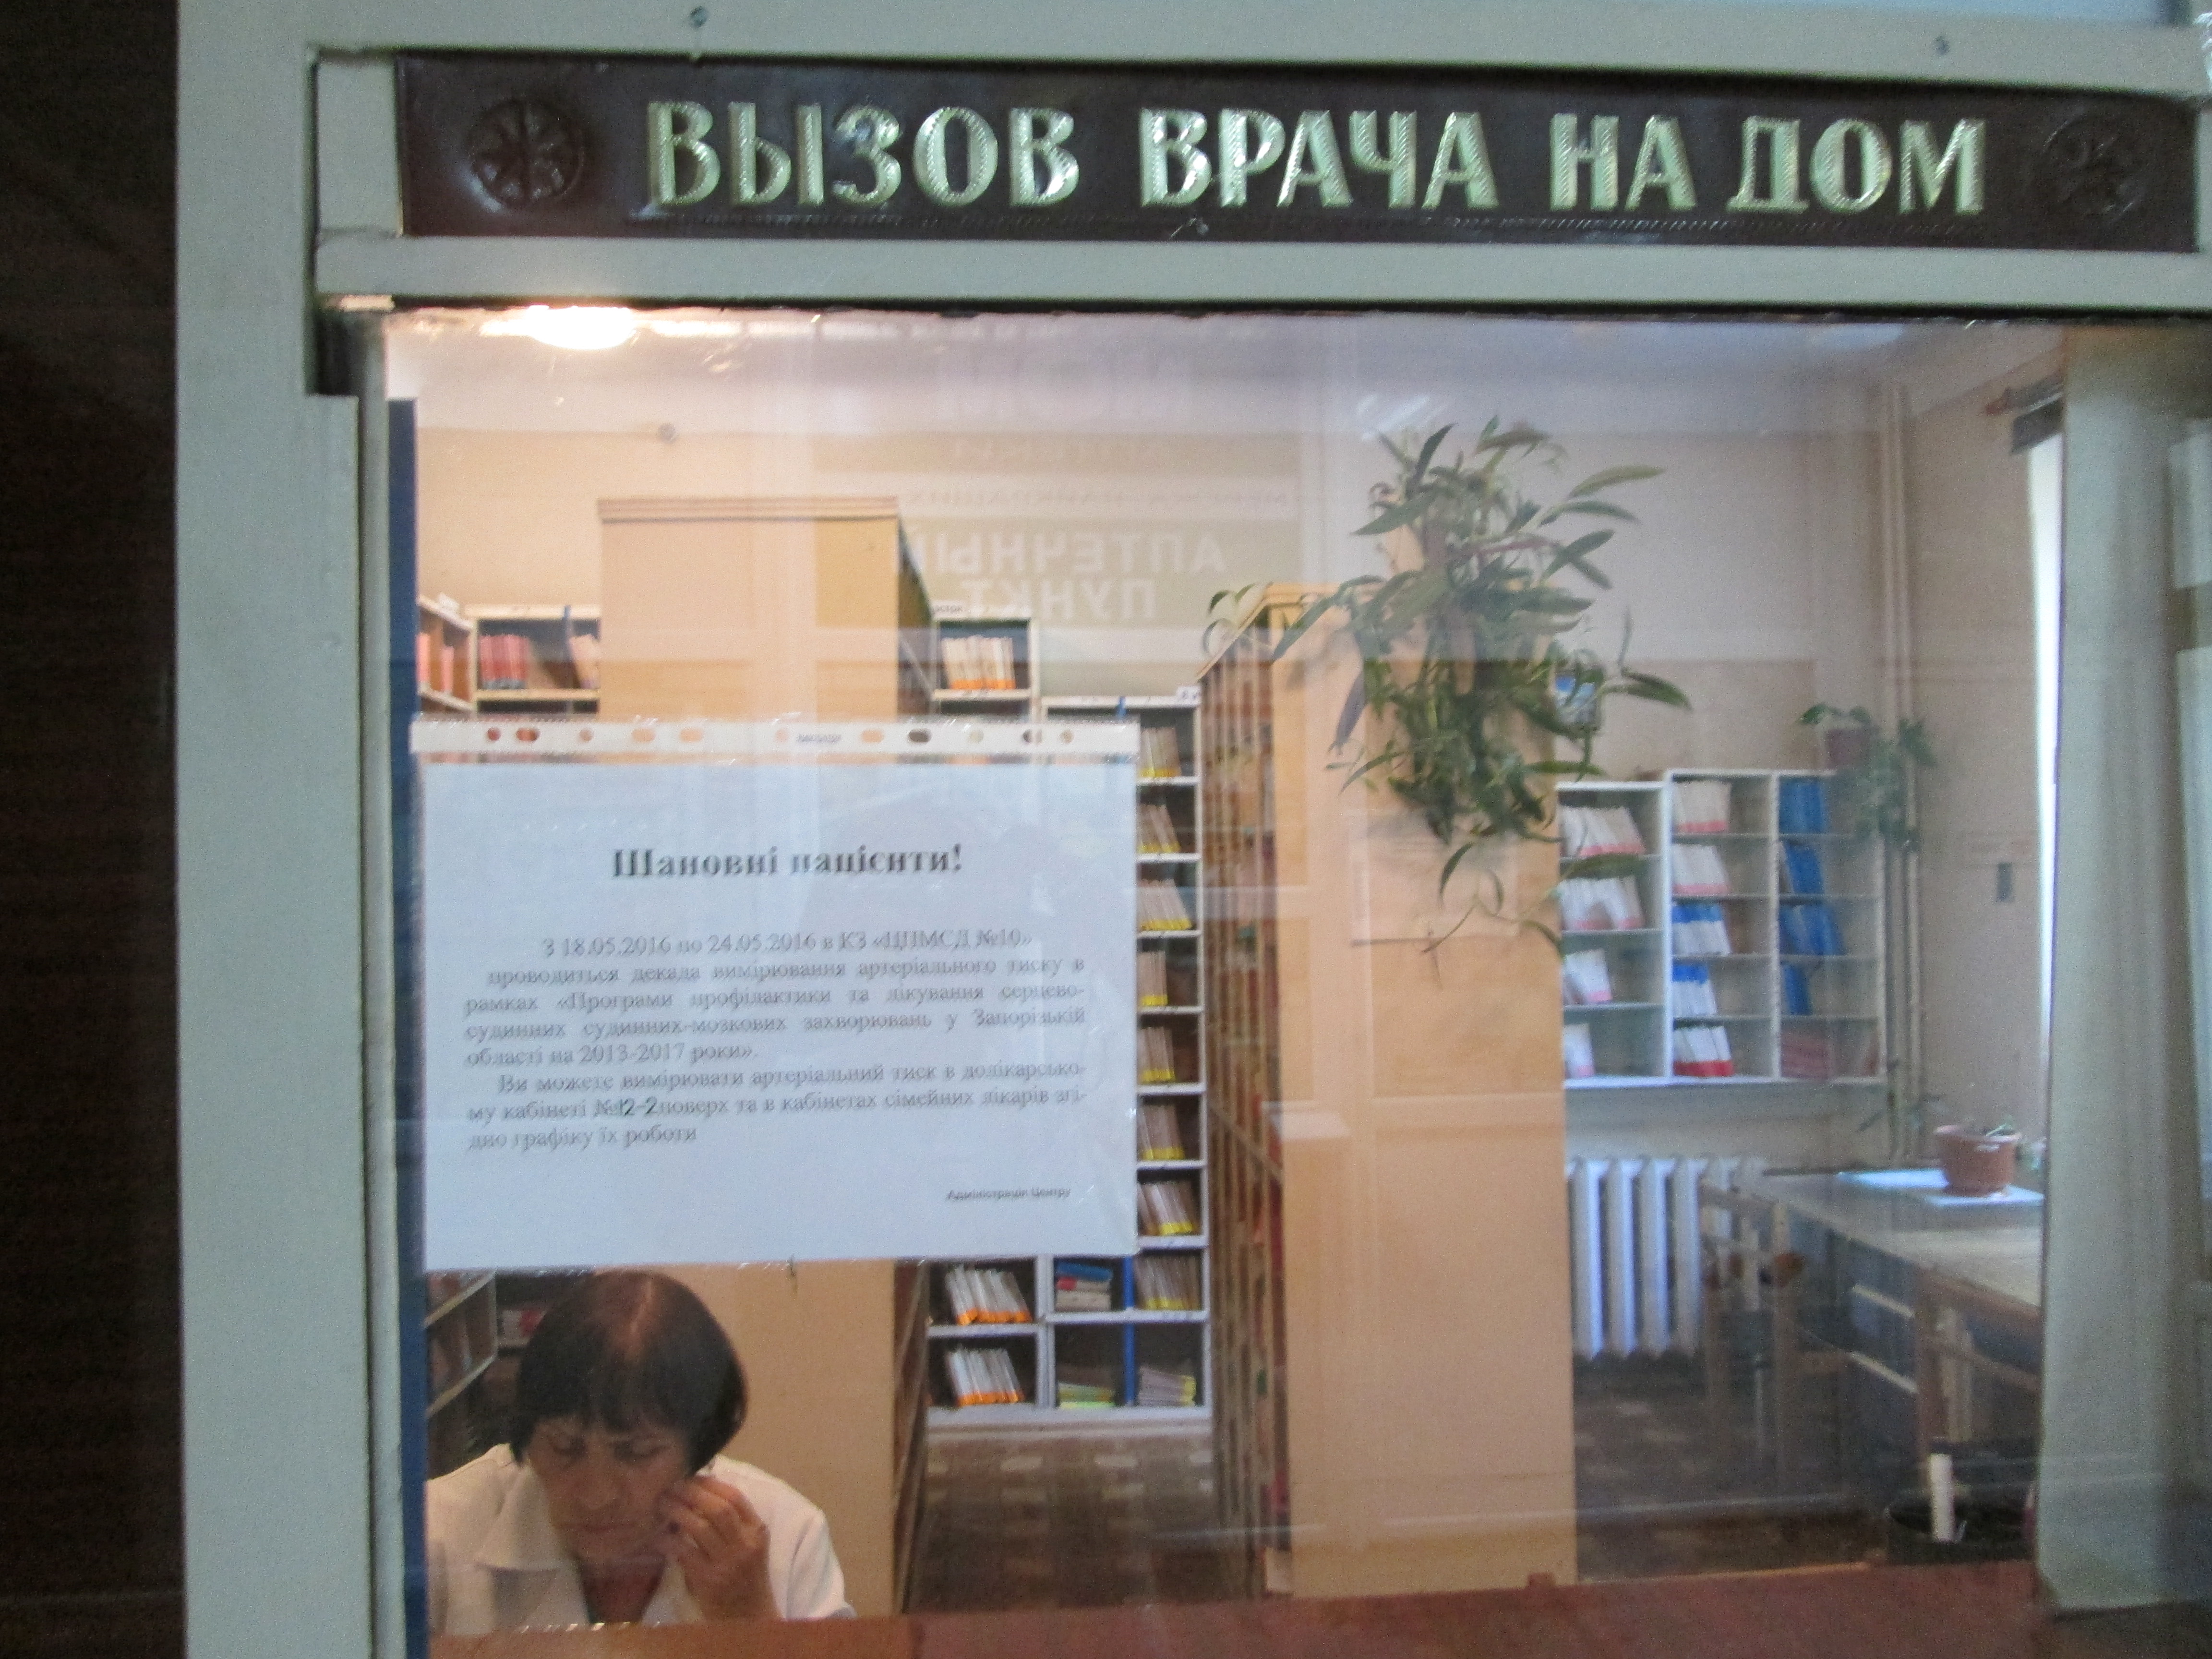 ВЫЗОВ ВРАЧА НА ДОМ
АПТЕЧНЫЙ
ПУНКТ
Шановні пацієнти!
З 18.05.2016 по 24.05.2016 в КЗ «ЦПМСД №10»
проводиться декада вимірювання артеріального тиску в
рамках «Програми профілактики та лікування серцево-
судинних судинних-мозкових захворювань у Запорізькій
області на 2013-2017 роки».
Ви можете вимірювати артеріальний тиск в долікарсько-
му кабінеті №12-2поверх та в кабінетах сімейних лікарів згі-
дно графіку їх роботи
Адміністрація Центру